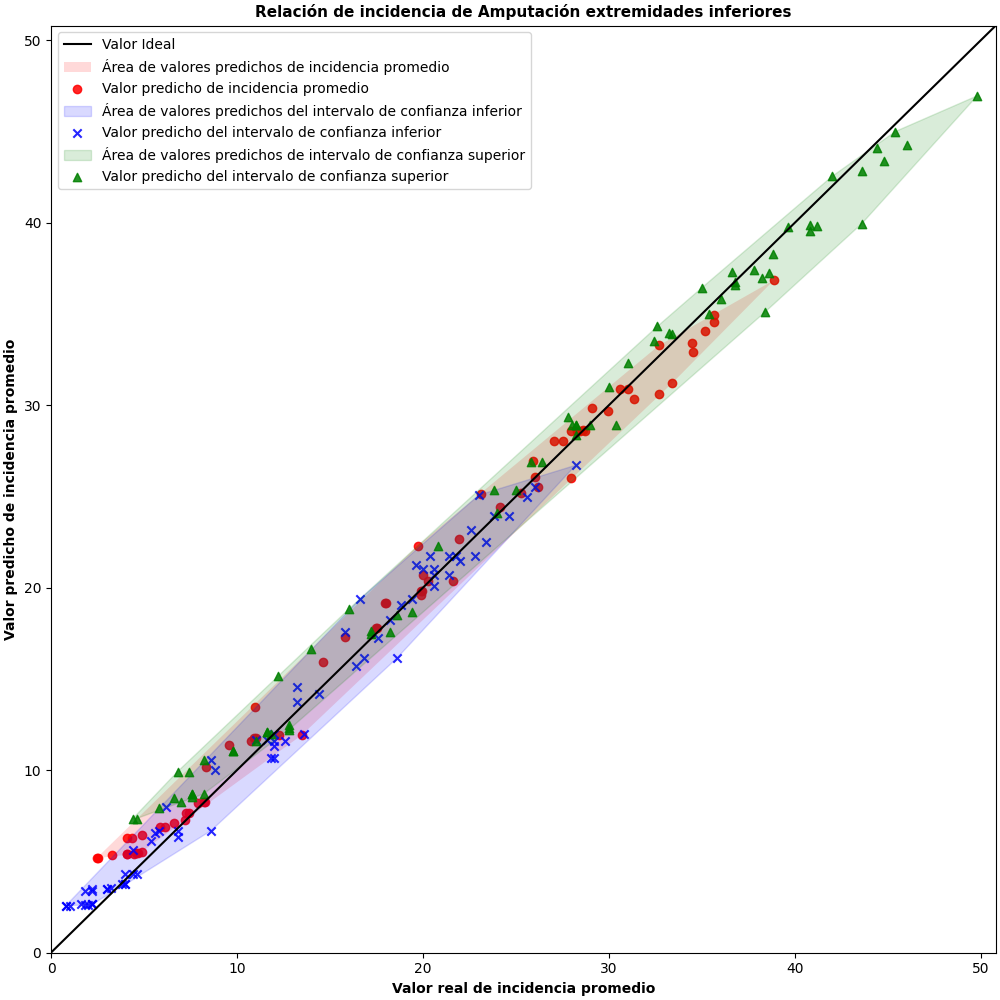 Relación de incidencia de Amputación extremidades inferiores
Valor Ideal
Área de valores predichos de incidencia promedio
Valor predicho de incidencia promedio
Área de valores predichos del intervalo de confianza inferior
Valor predicho del intervalo de confianza inferior
Área de valores predichos de intervalo de confianza superior
Valor predicho del intervalo de confianza superior
Valor predicho de incidencia promedio
50
40
30
20
10
0
0 10 20 30 40 50
Valor real de incidencia promedio